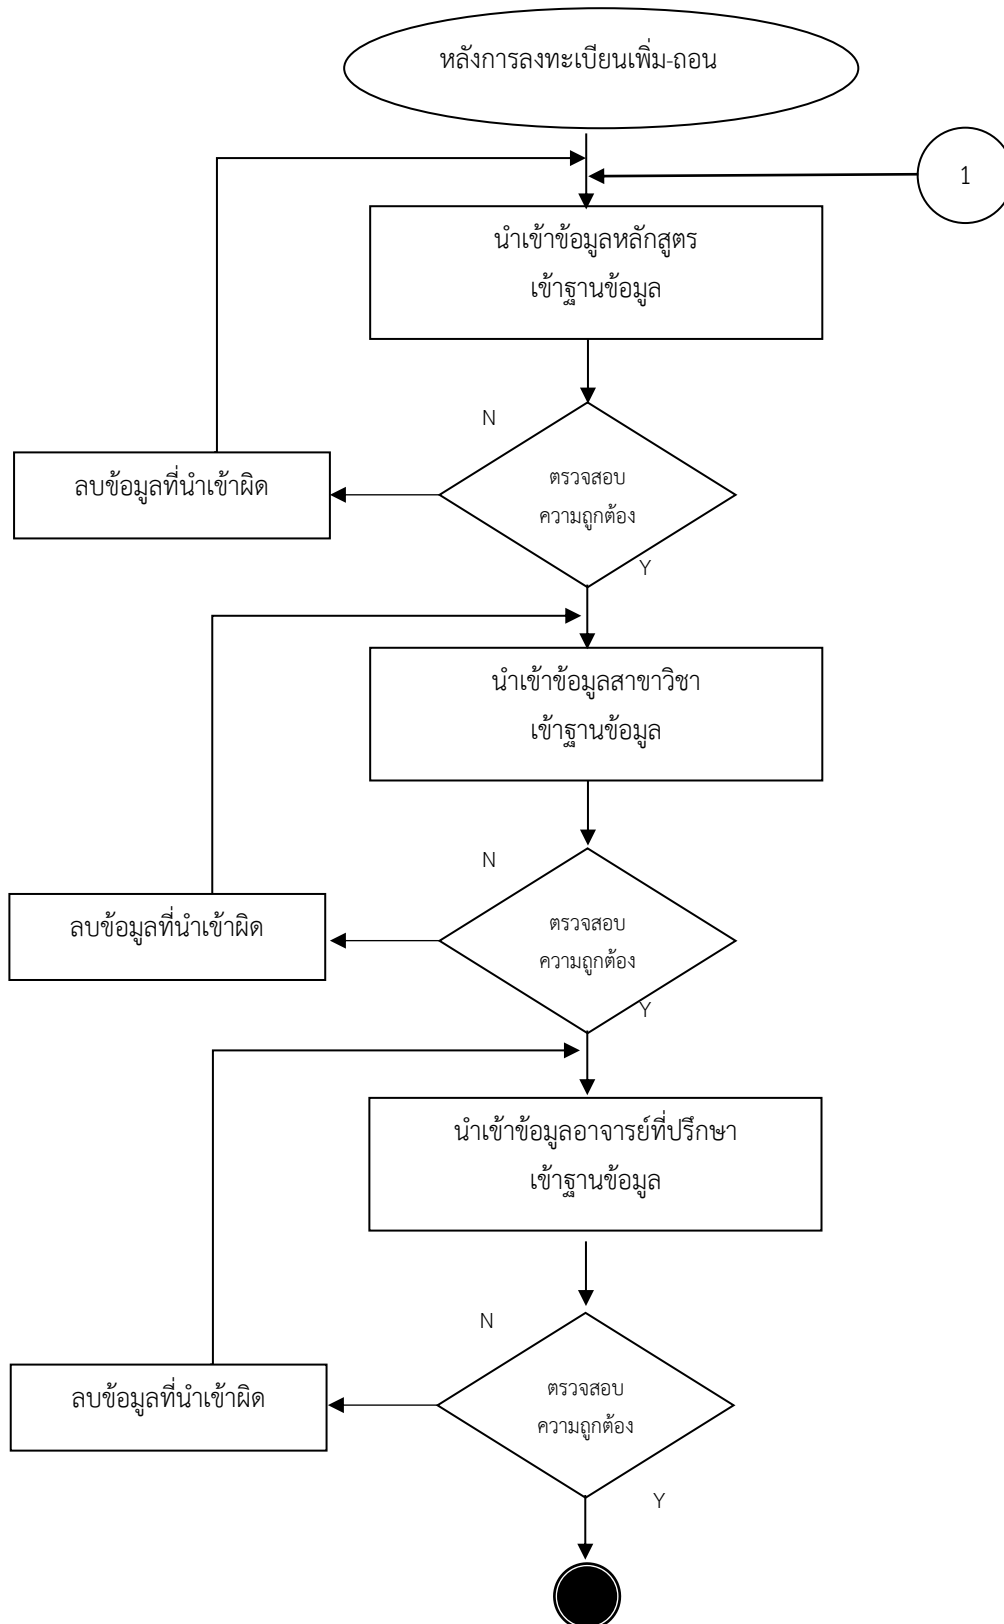 หลังการลงทะเบียนเพิ่ม-ถอน
1
นำเข้าข้อมูลหลักสูตร
เข้าฐานข้อมูล
N
ลบข้อมูลที่นำเข้าผิด
ตรวจสอบ
ความถูกต้อง
Y
นำเข้าข้อมูลสาขาวิชา
เข้าฐานข้อมูล
N
ลบข้อมูลที่นำเข้าผิด
ตรวจสอบ
ความถูกต้อง
Y
นำเข้าข้อมูลอาจารย์ที่ปรึกษา
เข้าฐานข้อมูล
N
ลบข้อมูลที่นำเข้าผิด
ตรวจสอบ
ความถูกต้อง
Y